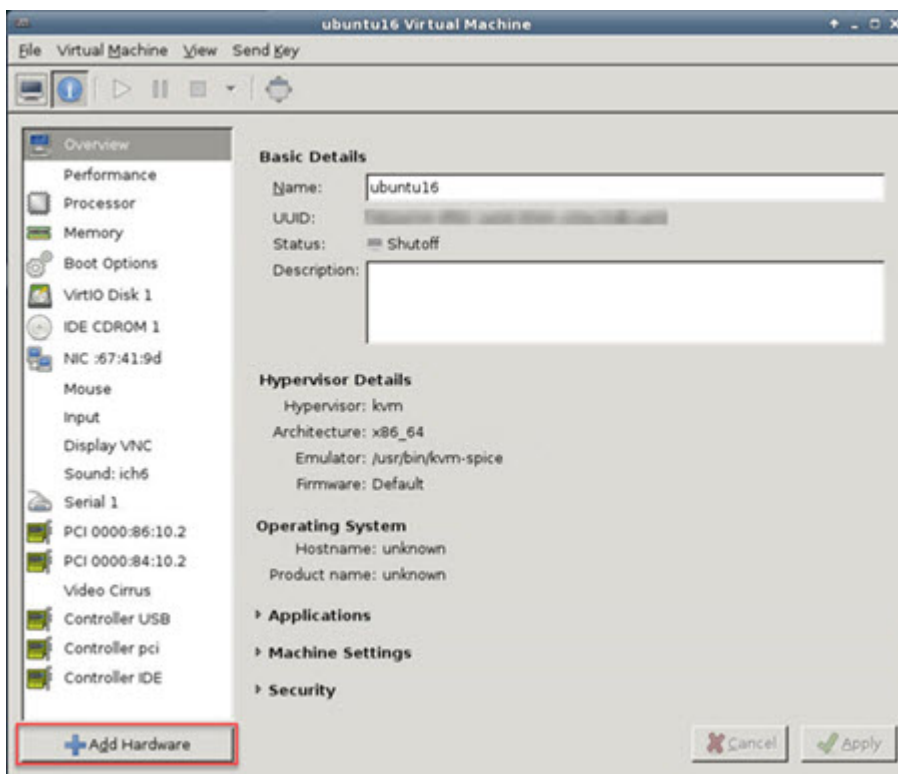 ubuntu16 Virtual Machine
File Virtual Machine View Send Key
Overview
Performance
Processor
Memory
Boot Options
VirtIO Disk 1
IDE CDROM 1
NIC :67:41:9d
Mouse
Input
Display VNC
Sound: ich6
Serial 1
PCI 0000:86:10.2
PCI 0000:84:10.2
Video Cirrus
Controller USB
Controller pci
Controller IDE
Add Hardware
Basic Details
Name: ubuntu16
UUID:
Status: Shutoff
Description:
Hypervisor Details
Hypervisor: kvm
Architecture: x86_64
Emulator: /usr/bin/kvm-spice
Firmware: Default
Operating System
Hostname: unknown
Product name: unknown
Applications
Machine Settings
Security
Cancel Apply